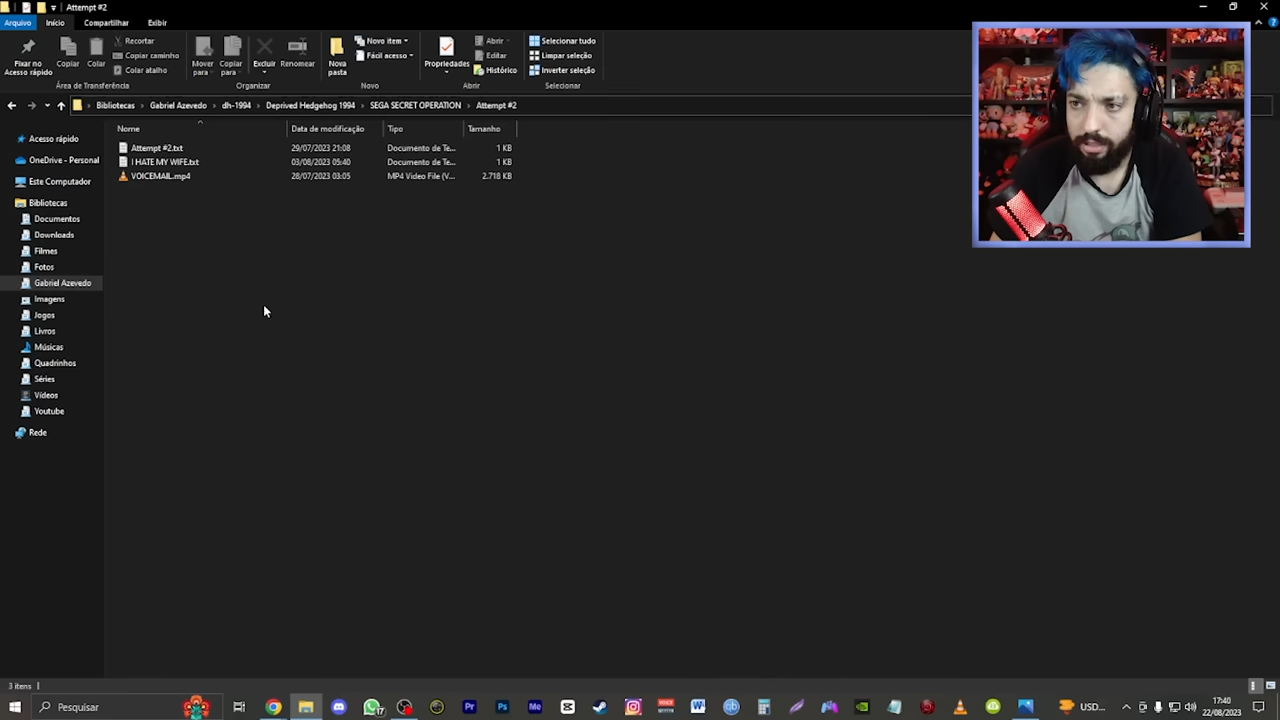 Attempt #2
Arquivo Início Compartilhar Exibir
Fixar no Acesso rápido
Copiar
Colar
Recortar
Copiar caminho
Colar atalho
Mover para
Copiar para
Excluir
Renomear
Nova pasta
Novo item
Fácil acesso
Propriedades
Abrir
Editar
Histórico
Selecionar tudo
Limpar seleção
Inverter seleção
Área de Transferência Organizar Novo Abrir Selecionar
Bibliotecas > Gabriel Azevedo > dh-1994 > Deprived Hedgehog 1994 > SEGA SECRET OPERATION > Attempt #2
Nome Data de modificação Tipo Tamanho
Attempt #2.txt 29/07/2023 21:08 Documento de Te... 1 KB
I HATE MY WIFE.txt 03/08/2023 05:40 Documento de Te... 1 KB
VOICEMAIL.mp4 28/07/2023 03:05 MP4 Video File (V... 2.718 KB
Acesso rápido
OneDrive - Personal
Este Computador
Bibliotecas
Documentos
Downloads
Filmes
Fotos
Gabriel Azevedo
Imagens
Jogos
Livros
Músicas
Quadrinhos
Séries
Vídeos
Youtube
Rede
3 itens
Pesquisar
USD...
17:40
22/08/2023